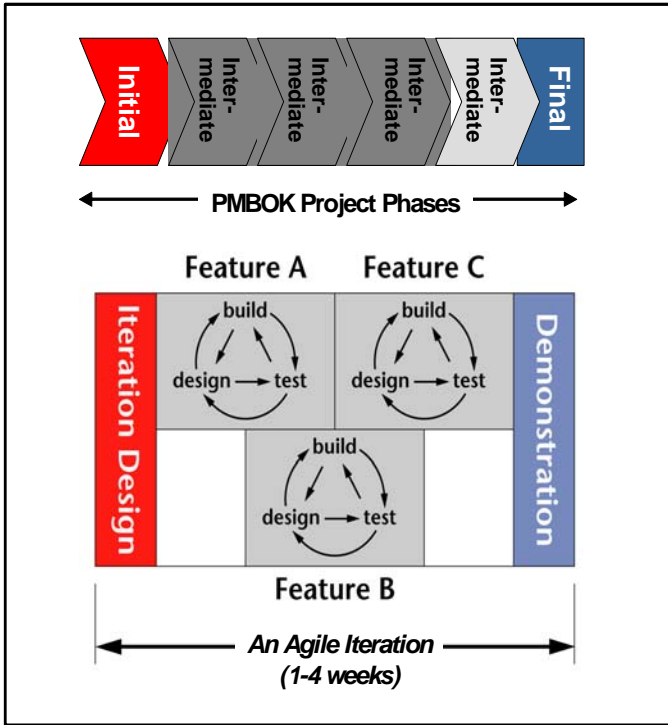 Initial
Inter-
mediate
Inter-
mediate
Inter-
mediate
Inter-
mediate
Final
PMBOK Project Phases
Feature A
Feature C
Iteration Design
build
design
test
build
design
test
Demonstration
build
design
test
Feature B
An Agile Iteration
(1-4 weeks)